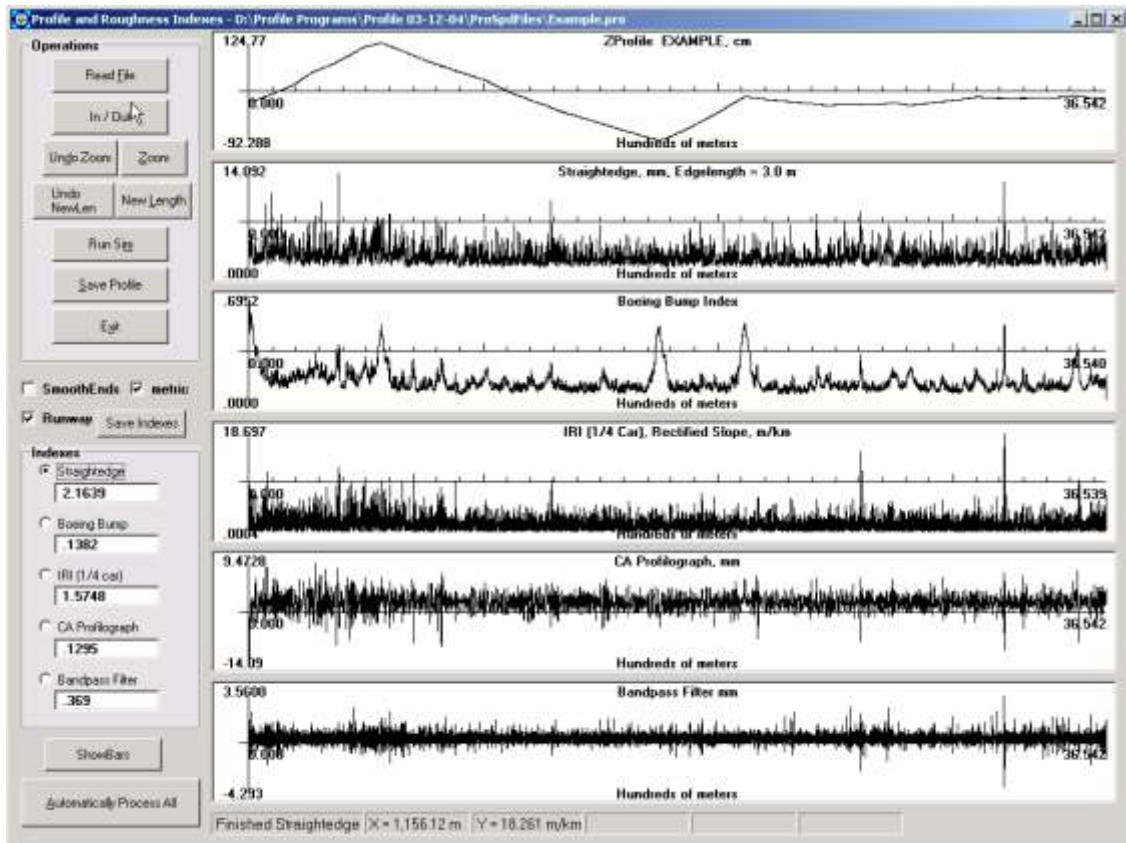 Profile and Roughness Indexes - D:\Profile Programs\Profile 03-12-04\ProSpdFiles\Example.pro
Operations
Read File
In / Out
Undo Zoom
Zoom
Undo NewLen
New Length
Run Sim
Save Profile
Exit
SmoothEnds
metric
Runway
Save Indexes
Indexes
Straightedge
2.1639
Boeing Bump
.1382
IRI (1/4 car)
1.5748
CA Profilograph
.1295
Bandpass Filter
.369
ShowBars
Automatically Process All
124.77
ZProfile EXAMPLE, cm
0.000
36.542
-92.288
Hundreds of meters
14.092
Straightedge, mm, Edgelength = 3.0 m
36.542
.0000
Hundreds of meters
.6952
Boeing Bump Index
0.000
36.540
.0000
Hundreds of meters
18.697
IRI (1/4 Car), Rectified Slope, m/km
0.000
36.539
.0004
Hundreds of meters
9.4728
CA Profilograph, mm
0.000
36.542
-14.09
Hundreds of meters
3.5608
Bandpass Filter mm
36.542
-4.293
Hundreds of meters
Finished Straightedge
X = 1,156.12 m
Y = 18.261 m/km